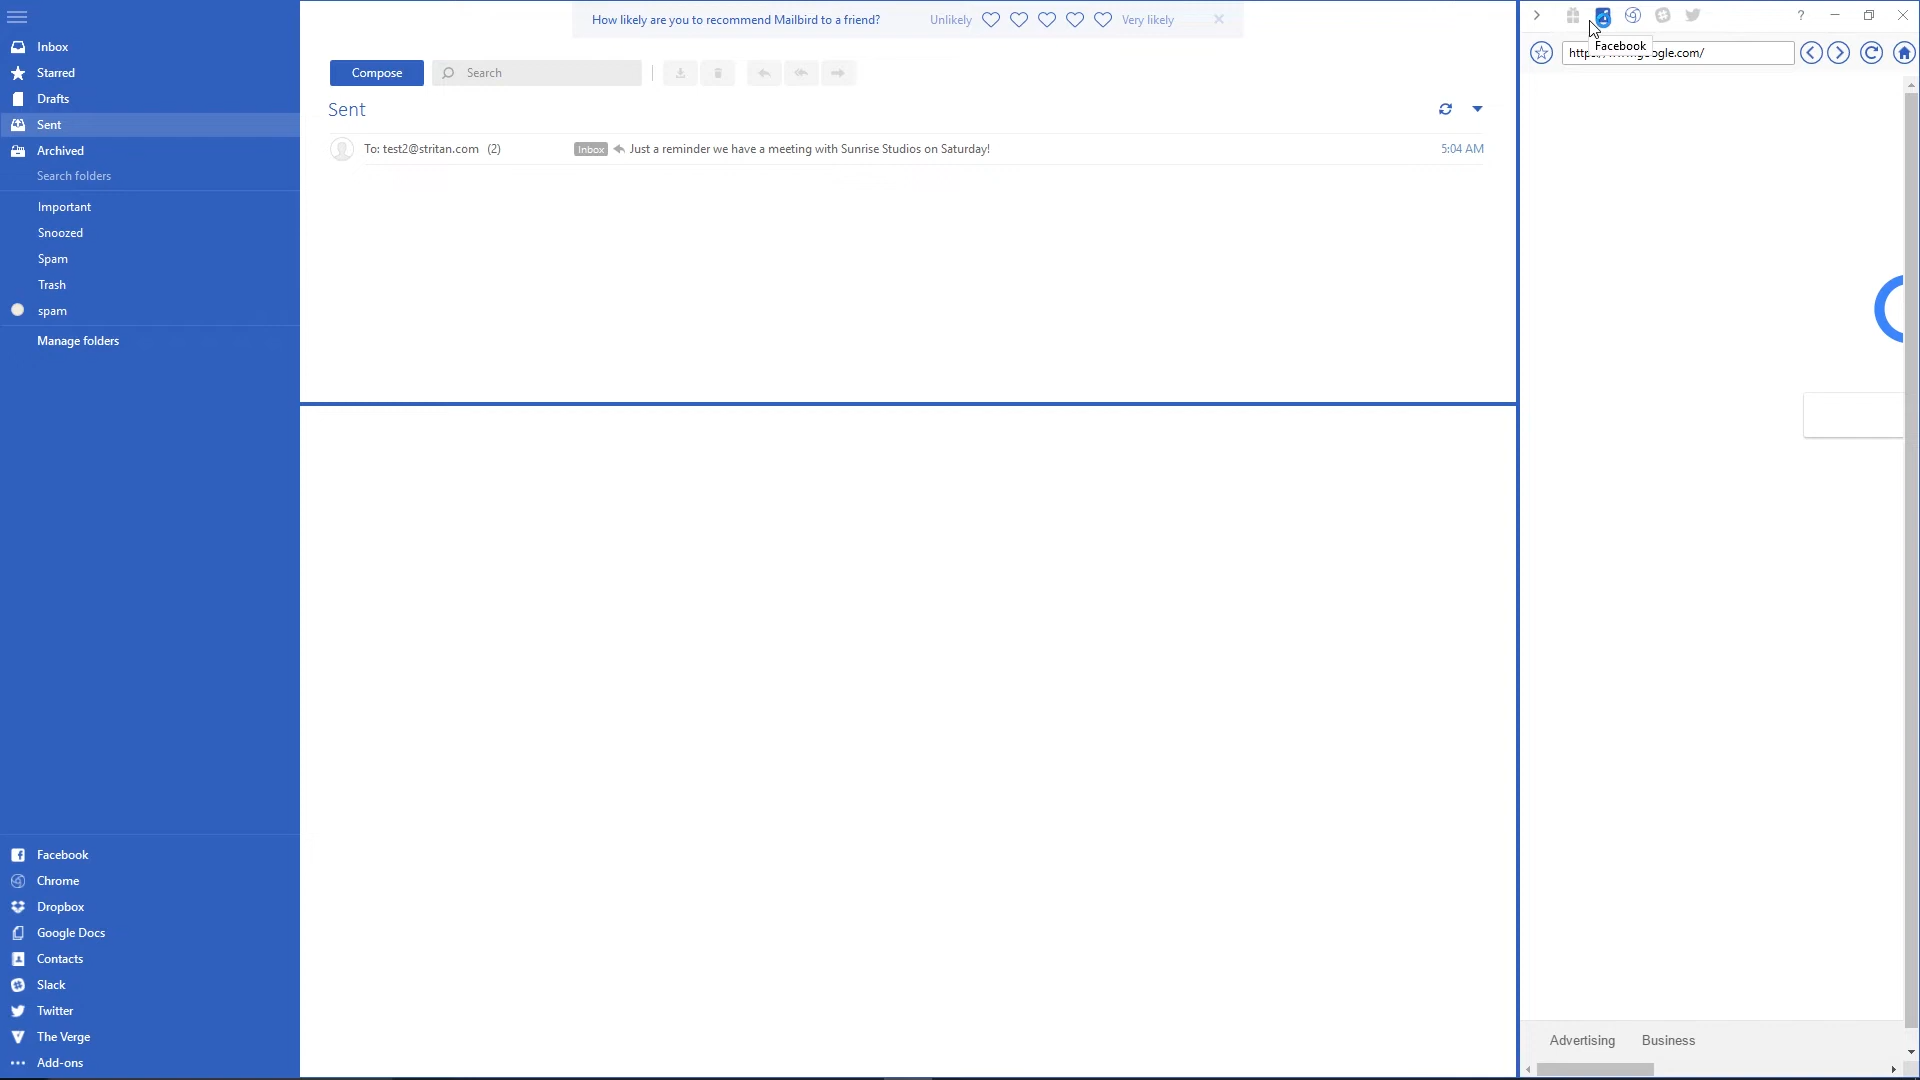 How likely are you to recommend Mailbird to a friend? Unlikely Very likely
?
Inbox
Starred
Drafts
Sent
Archived
Search folders
Important
Snoozed
Spam
Trash
spam
Manage folders
Facebook
Chrome
Dropbox
Google Docs
Contacts
Slack
Twitter
The Verge
Add-ons
Compose
Search
Sent
To: test2@stritan.com (2) Inbox Just a reminder we have a meeting with Sunrise Studios on Saturday! 5:04 AM
Facebook
Advertising Business